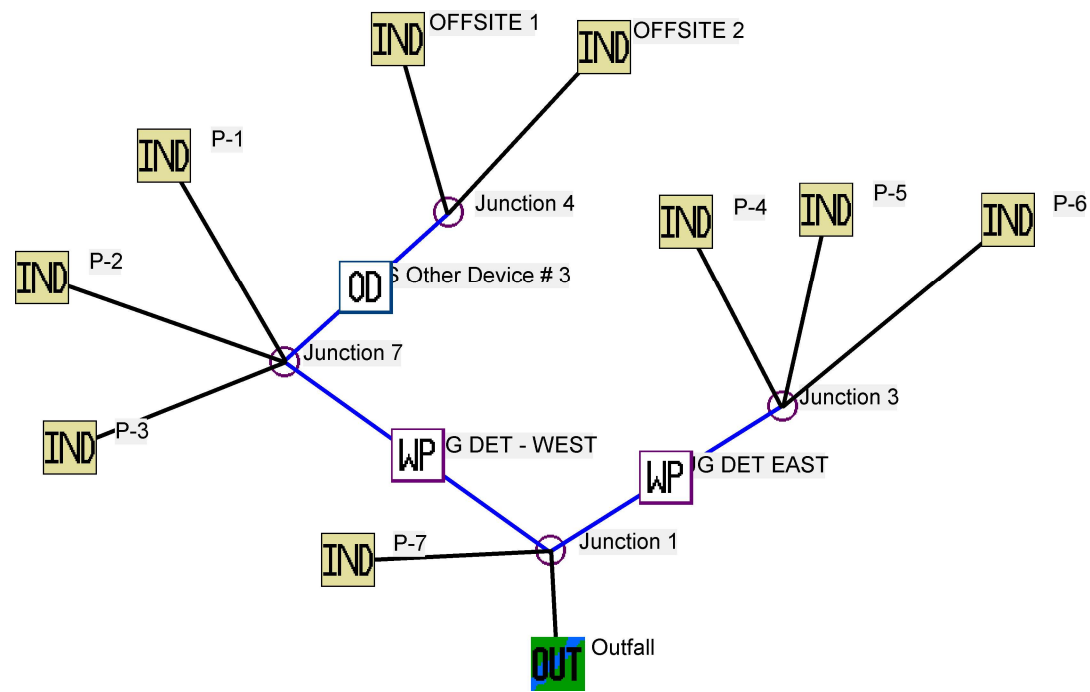 IND OFFSITE 1
IND OFFSITE 2
IND P-1
IND P-2
IND P-3
Junction 4
OD S Other Device # 3
Junction 7
IND P-4
IND P-5
IND P-6
Junction 3
WP G DET - WEST
WP UG DET EAST
IND P-7
Junction 1
OUT Outfall